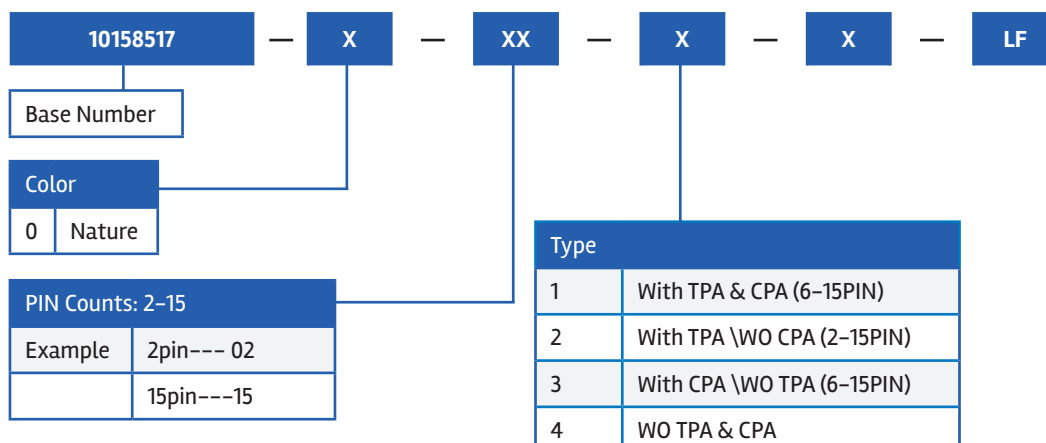 10158517 — X — XX — X — X — LF
Base Number
Color
0 Nature
PIN Counts: 2-15
Example 2pin--- 02
15pin---15
Type
1 With TPA & CPA (6-15PIN)
2 With TPA \WO CPA (2-15PIN)
3 With CPA \WO TPA (6-15PIN)
4 WO TPA & CPA